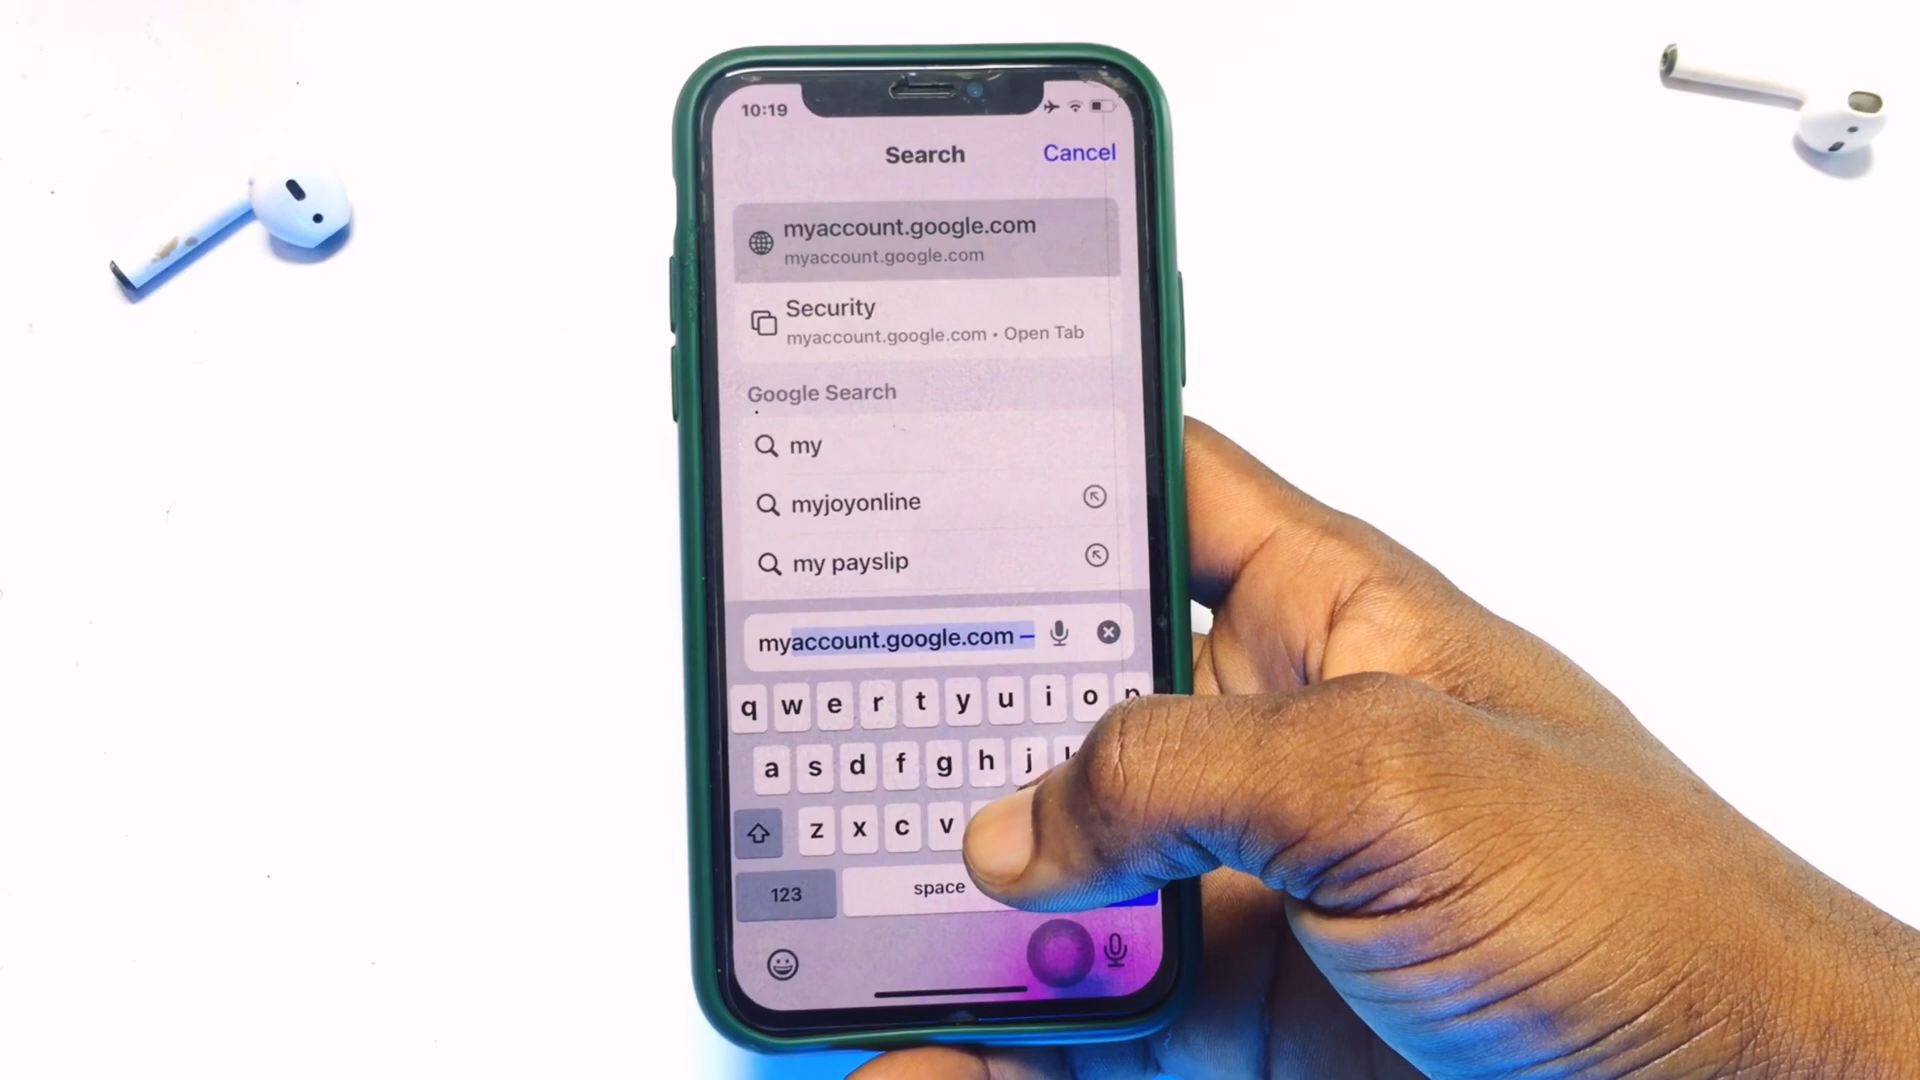 10:19
Search
Cancel
myaccount.google.com
myaccount.google.com
Security
myaccount.google.com • Open Tab
Google Search
my
myjoyonline
my payslip
myaccount.google.com –
q w e r t y u i o p
a s d f g h j k
z x c v
123
space